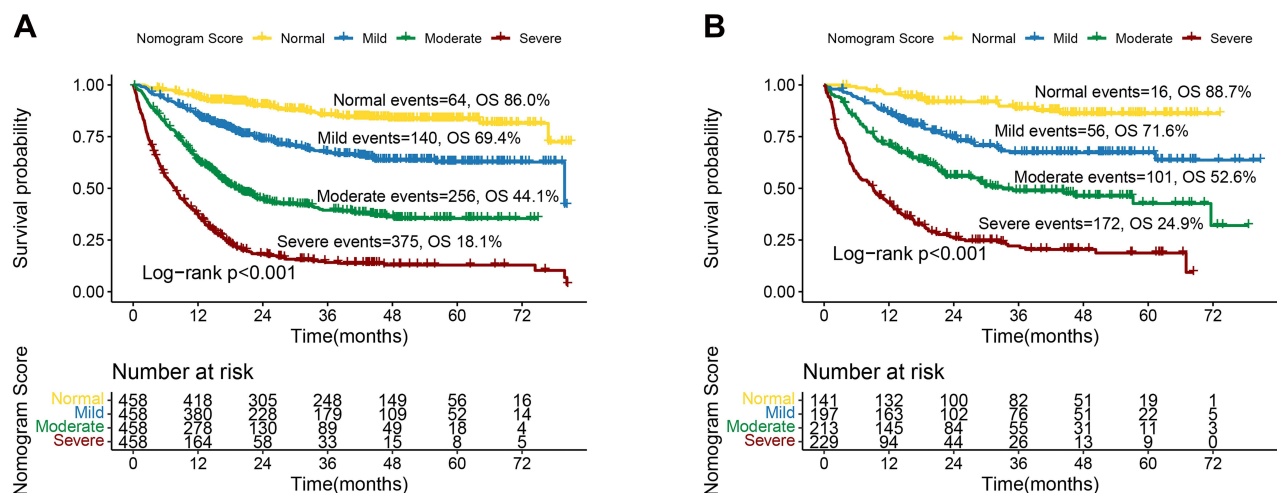 A
Nomogram Score Normal Mild Moderate Severe
Survival probability
1.00
0.75
0.50
0.25
0.00
Normal events=64, OS 86.0%
Mild events=140, OS 69.4%
Moderate events=256, OS 44.1%
Severe events=375, OS 18.1%
Log−rank p<0.001
0 12 24 36 48 60 72
Time(months)
Number at risk
Nomogram Score
Normal 458 418 305 248 149 56 16
Mild 458 380 228 179 109 52 14
Moderate 458 278 130 89 49 18 4
Severe 458 164 58 33 15 8 5
0 12 24 36 48 60 72
Time(months)
B
Nomogram Score Normal Mild Moderate Severe
Survival probability
1.00
0.75
0.50
0.25
0.00
Normal events=16, OS 88.7%
Mild events=56, OS 71.6%
Moderate events=101, OS 52.6%
Severe events=172, OS 24.9%
Log−rank p<0.001
0 12 24 36 48 60 72
Time(months)
Number at risk
Nomogram Score
Normal 141 132 100 82 51 19 1
Mild 197 163 102 76 51 22 5
Moderate 213 145 84 55 31 11 3
Severe 229 94 44 26 13 9 0
0 12 24 36 48 60 72
Time(months)